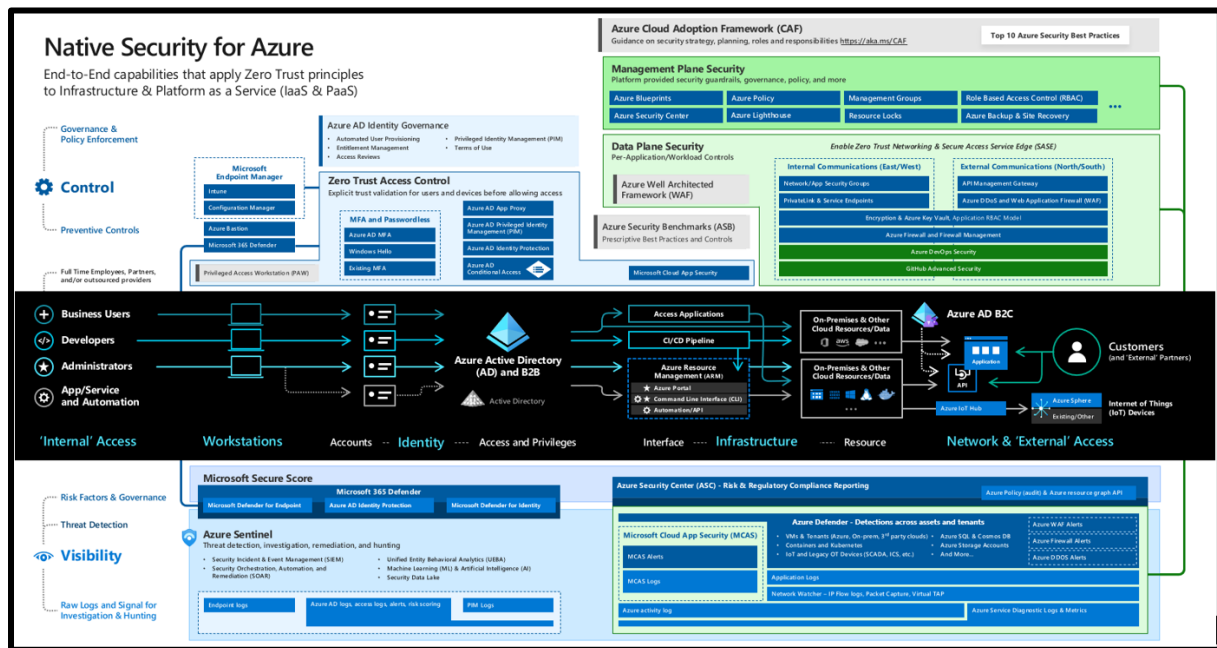 Native Security for Azure
End-to-End capabilities that apply Zero Trust principles
to Infrastructure & Platform as a Service (IaaS & PaaS)
Azure Cloud Adoption Framework (CAF)
Guidance on security strategy, planning, roles and responsibilities https://aka.ms/CAF
Top 10 Azure Security Best Practices
Management Plane Security
Platform provided security guardrails, governance, policy, and more
Azure Blueprints
Azure Policy
Management Groups
Role Based Access Control (RBAC)
Azure Security Center
Azure Lighthouse
Resource Locks
Azure Backup & Site Recovery
...
Governance &
Policy Enforcement
Control
Preventive Controls
Full Time Employees, Partners,
and/or outsourced providers
Azure AD Identity Governance
• Automated User Provisioning
• Entitlement Management
• Access Reviews
• Privileged Identity Management (PIM)
• Terms of Use
Microsoft
Endpoint Manager
Intune
Configuration Manager
Azure Bastion
Microsoft 365 Defender
Privileged Access Workstation (PAW)
Zero Trust Access Control
Explicit trust validation for users and devices before allowing access
MFA and Passwordless
Azure AD MFA
Windows Hello
Existing MFA
Azure AD App Proxy
Azure AD Privileged Identity
Management (PIM)
Azure AD Identity Protection
Azure AD
Conditional Access
Microsoft Cloud App Security
Data Plane Security
Per-Application/Workload Controls
Enable Zero Trust Networking & Secure Access Service Edge (SASE)
Azure Well Architected
Framework (WAF)
Azure Security Benchmarks (ASB)
Prescriptive Best Practices and Controls
Internal Communications (East/West)
Network/App Security Groups
PrivateLink & Service Endpoints
External Communications (North/South)
API Management Gateway
Azure DDoS and Web Application Firewall (WAF)
Encryption & Azure Key Vault, Application RBAC Model
Azure Firewall and Firewall Management
Azure DevOps Security
GitHub Advanced Security
Business Users
Developers
Administrators
App/Service
and Automation
Azure Active Directory
(AD) and B2B
Active Directory
Access Applications
CI/CD Pipeline
Azure Resource
Management (ARM)
Azure Portal
Command Line Interface (CLI)
Automation/API
On-Premises & Other
Cloud Resources/Data
aws
...
On-Premises & Other
Cloud Resources/Data
...
Azure AD B2C
Application
API
Customers
(and 'External' Partners)
Azure IoT Hub
Azure Sphere
Existing/Other
Internet of Things
(IoT) Devices
'Internal' Access
Workstations
Accounts
Identity
Access and Privileges
Interface
Infrastructure
Resource
Network & 'External' Access
Risk Factors & Governance
Threat Detection
Visibility
Raw Logs and Signal for
Investigation & Hunting
Microsoft Secure Score
Microsoft 365 Defender
Microsoft Defender for Endpoint
Azure AD Identity Protection
Microsoft Defender for Identity
Azure Sentinel
Threat detection, investigation, remediation, and hunting
• Security Incident & Event Management (SIEM)
• Security Orchestration, Automation, and
Remediation (SOAR)
• Unified Entity Behavioral Analytics (UEBA)
• Machine Learning (ML) & Artificial Intelligence (AI)
• Security Data Lake
Endpoint logs
Azure AD logs, access logs, alerts, risk scoring
PIM Logs
Azure Security Center (ASC) - Risk & Regulatory Compliance Reporting
Azure Policy (audit) & Azure resource graph API
Microsoft Cloud App Security (MCAS)
MCAS Alerts
MCAS Logs
Azure Defender - Detections across assets and tenants
• VMs & Tenants (Azure, On-prem, 3rd party clouds)
• Containers and Kubernetes
• IoT and Legacy OT Devices (SCADA, ICS, etc.)
• Azure SQL & Cosmos DB
• Azure Storage Accounts
• And More...
Azure WAF Alerts
Azure Firewall Alerts
Azure DDOS Alerts
Application Logs
Network Watcher – IP Flow logs, Packet Capture, Virtual TAP
Azure activity log
Azure Service Diagnostic Logs & Metrics